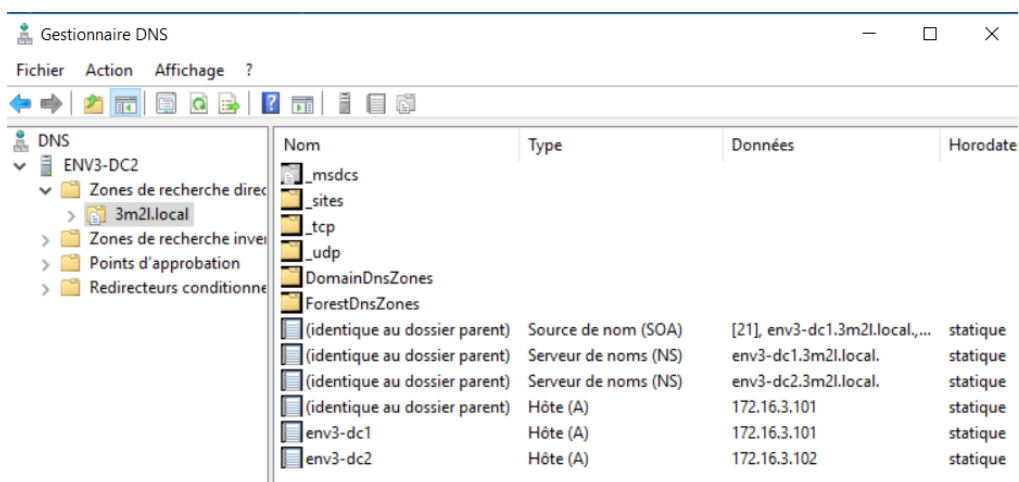 Gestionnaire DNS
Fichier Action Affichage ?
DNS
ENV3-DC2
Zones de recherche direc
3m2l.local
Zones de recherche inver
Points d'approbation
Redirecteurs conditionne
Nom Type Données Horodate
_msdcs
_sites
_tcp
_udp
DomainDnsZones
ForestDnsZones
(identique au dossier parent) Source de nom (SOA) [21], env3-dc1.3m2l.local.,... statique
(identique au dossier parent) Serveur de noms (NS) env3-dc1.3m2l.local. statique
(identique au dossier parent) Serveur de noms (NS) env3-dc2.3m2l.local. statique
(identique au dossier parent) Hôte (A) 172.16.3.101 statique
env3-dc1 Hôte (A) 172.16.3.101 statique
env3-dc2 Hôte (A) 172.16.3.102 statique